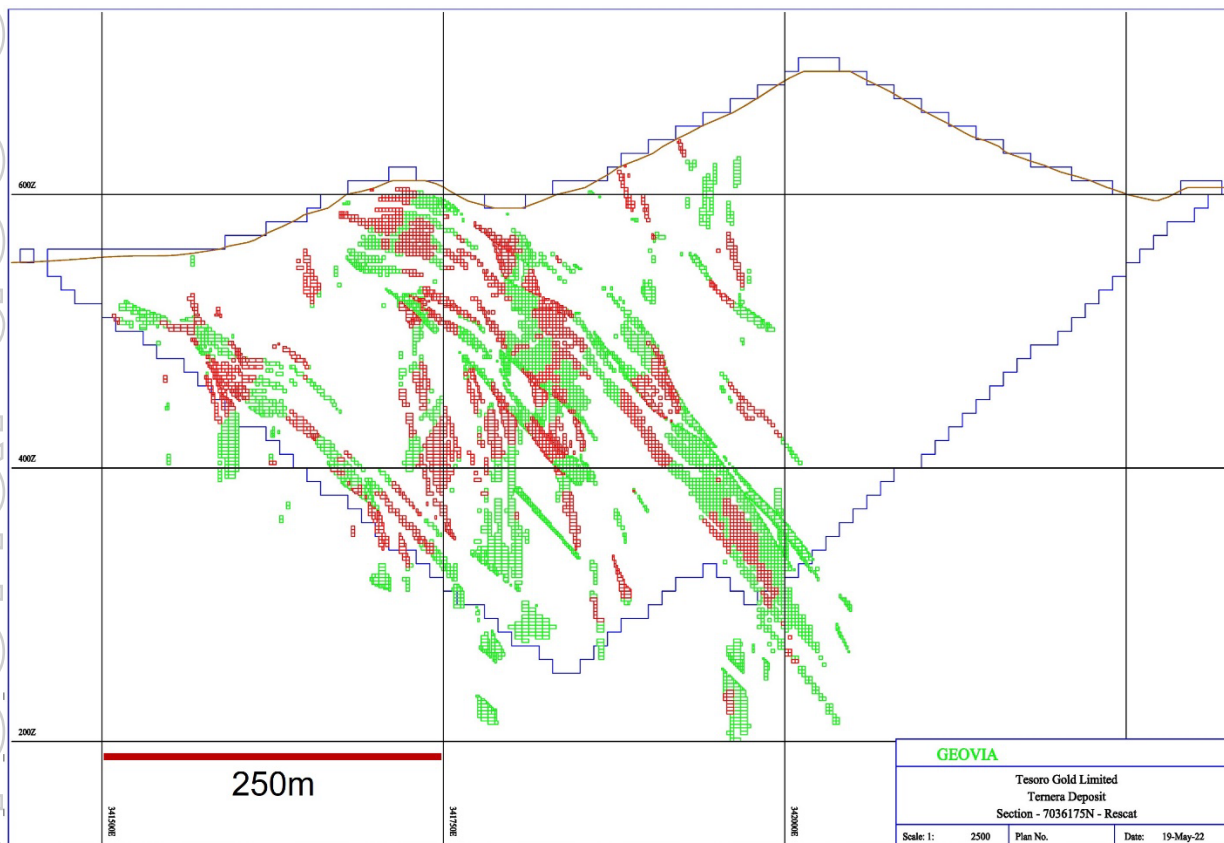 600Z
400Z
200Z
250m
341500E
341750E
342000E
GEOVIA
Tesoro Gold Limited
Ternera Deposit
Section - 7036175N - Rescat
Scale: 1: 2500 Plan No. Date: 19-May-22